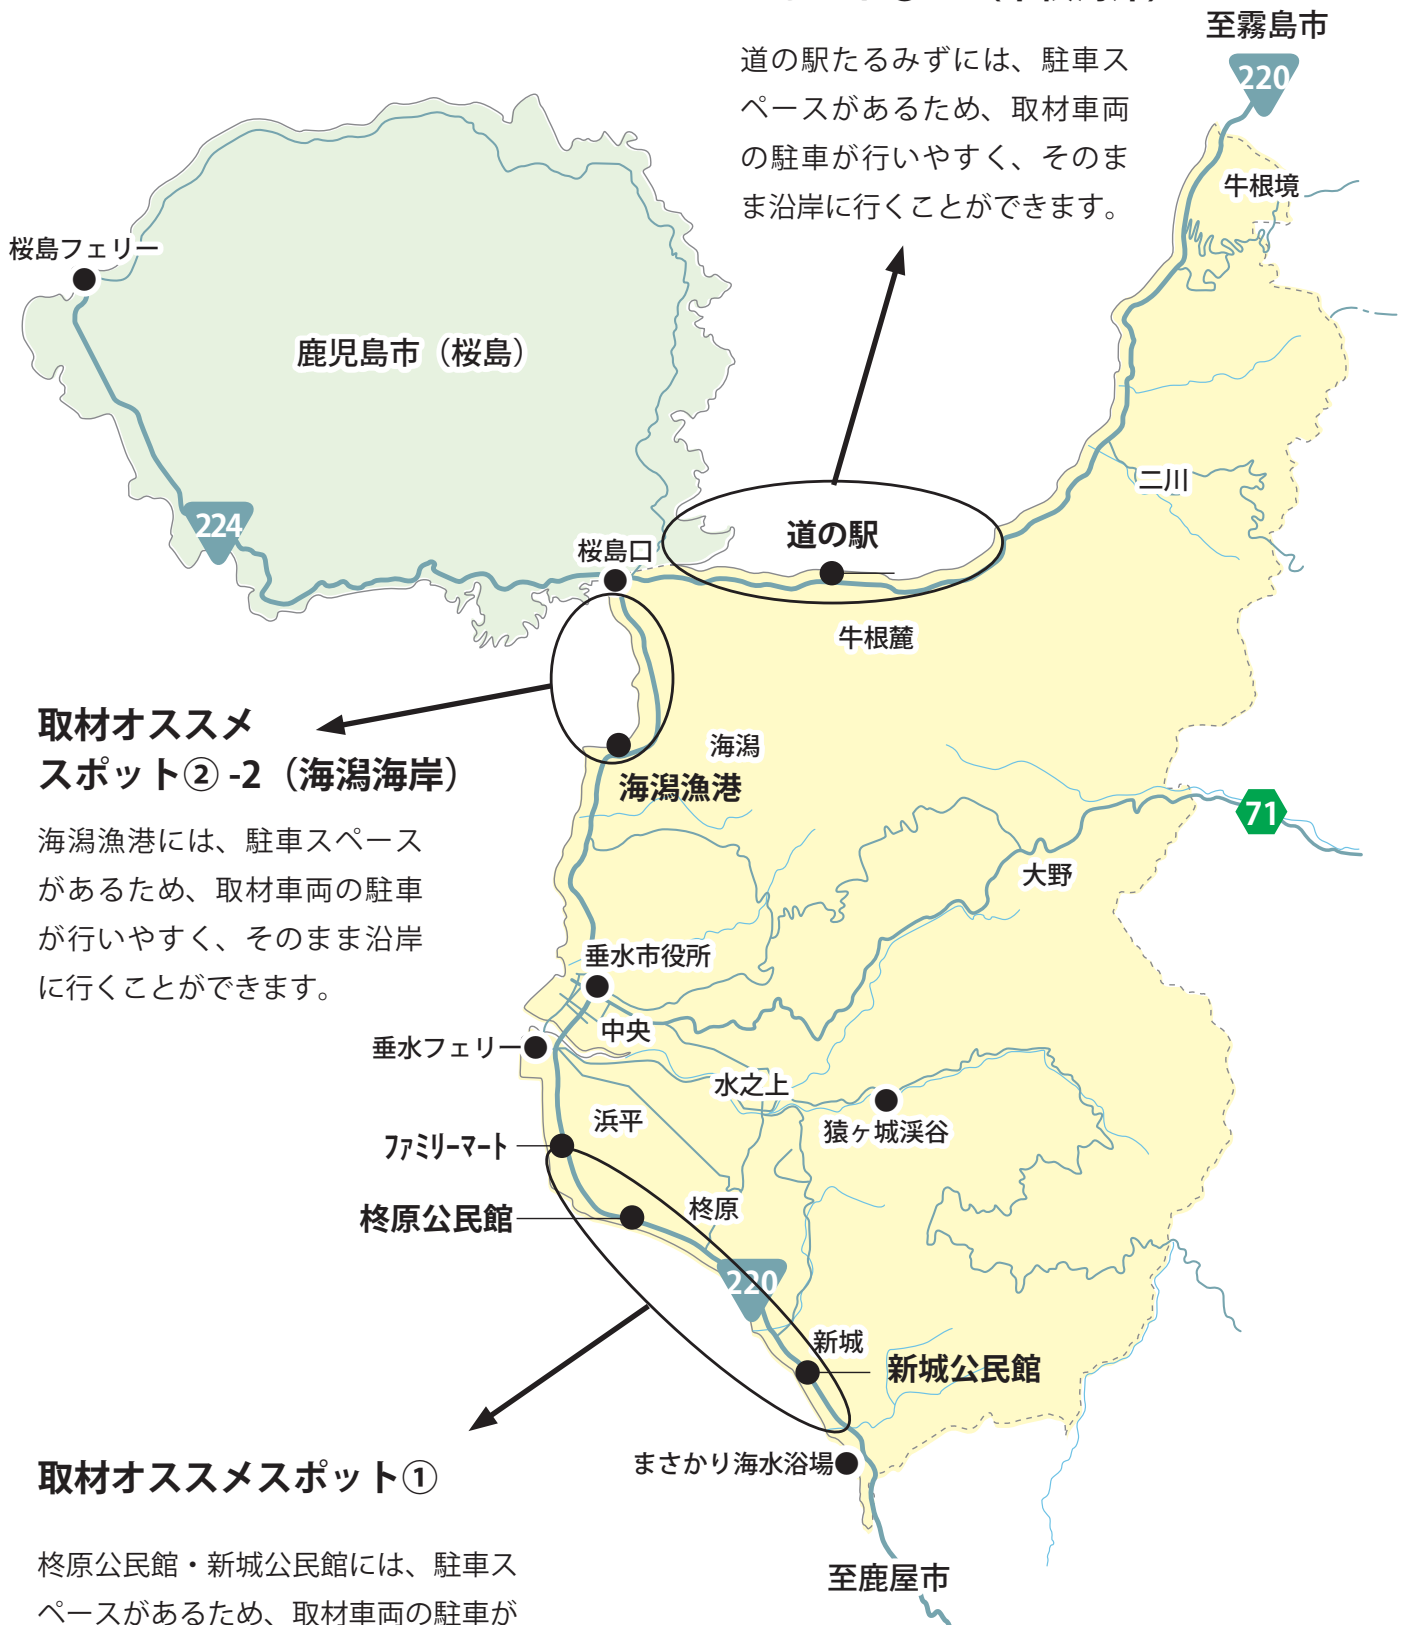 至霧島市
220
道の駅たるみずには、駐車ス
ペースがあるため、取材車両
の駐車が行いやすく、そのま
ま沿岸に行くことができます。
牛根境
桜島フェリー
鹿児島市（桜島）
二川
224
道の駅
桜島口
牛根麓
取材オススメ
スポット② -2（海潟海岸）
海潟漁港には、駐車スペース
があるため、取材車両の駐車
が行いやすく、そのまま沿岸
に行くことができます。
海潟
海潟漁港
71
大野
垂水市役所
中央
垂水フェリー
水之上
猿ヶ城渓谷
浜平
ファミリーマート
柊原
柊原公民館
220
新城
新城公民館
まさかり海水浴場
取材オススメスポット①
柊原公民館・新城公民館には、駐車ス
ペースがあるため、取材車両の駐車が
至鹿屋市